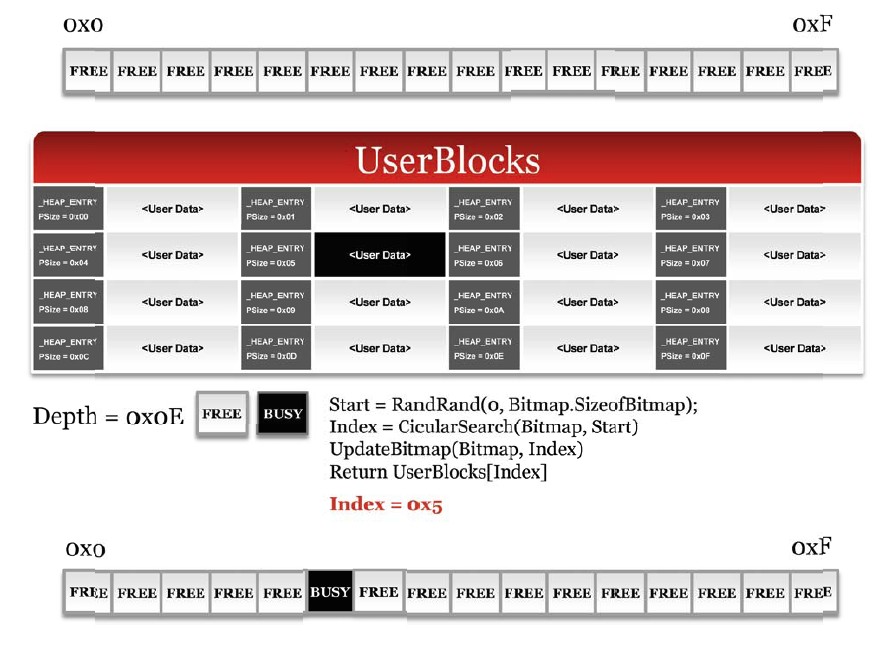 0x0 0xF
FREE FREE FREE FREE FREE FREE FREE FREE FREE FREE FREE FREE FREE FREE FREE FREE
UserBlocks
_HEAP_ENTRY _HEAP_ENTRY _HEAP_ENTRY _HEAP_ENTRY
<User Data> <User Data> <User Data> <User Data>
PSize = 0x00 PSize = 0x01 PSize = 0x02 PSize = 0x03
_HEAP_ENTRY _HEAP_ENTRY _HEAP_ENTRY _HEAP_ENTRY
<User Data> <User Data> <User Data> <User Data>
PSize = 0x04 PSize = 0x05 PSize = 0x06 PSize = 0x07
_HEAP_ENTRY _HEAP_ENTRY _HEAP_ENTRY _HEAP_ENTRY
<User Data> <User Data> <User Data> <User Data>
PSize = 0x08 PSize = 0x09 PSize = 0x0A PSize = 0x08
_HEAP_ENTRY _HEAP_ENTRY _HEAP_ENTRY _HEAP_ENTRY
<User Data> <User Data> <User Data> <User Data>
PSize = 0x0C PSize = 0x0D PSize = 0x0E PSize = 0x0F
Depth = 0x0E FREE BUSY
Start = RandRand(0, Bitmap.SizeofBitmap);
Index = CicularSearch(Bitmap, Start)
UpdateBitmap(Bitmap, Index)
Return UserBlocks[Index]
Index = 0x5
0x0 0xF
FREE FREE FREE FREE FREE BUSY FREE FREE FREE FREE FREE FREE FREE FREE FREE FREE